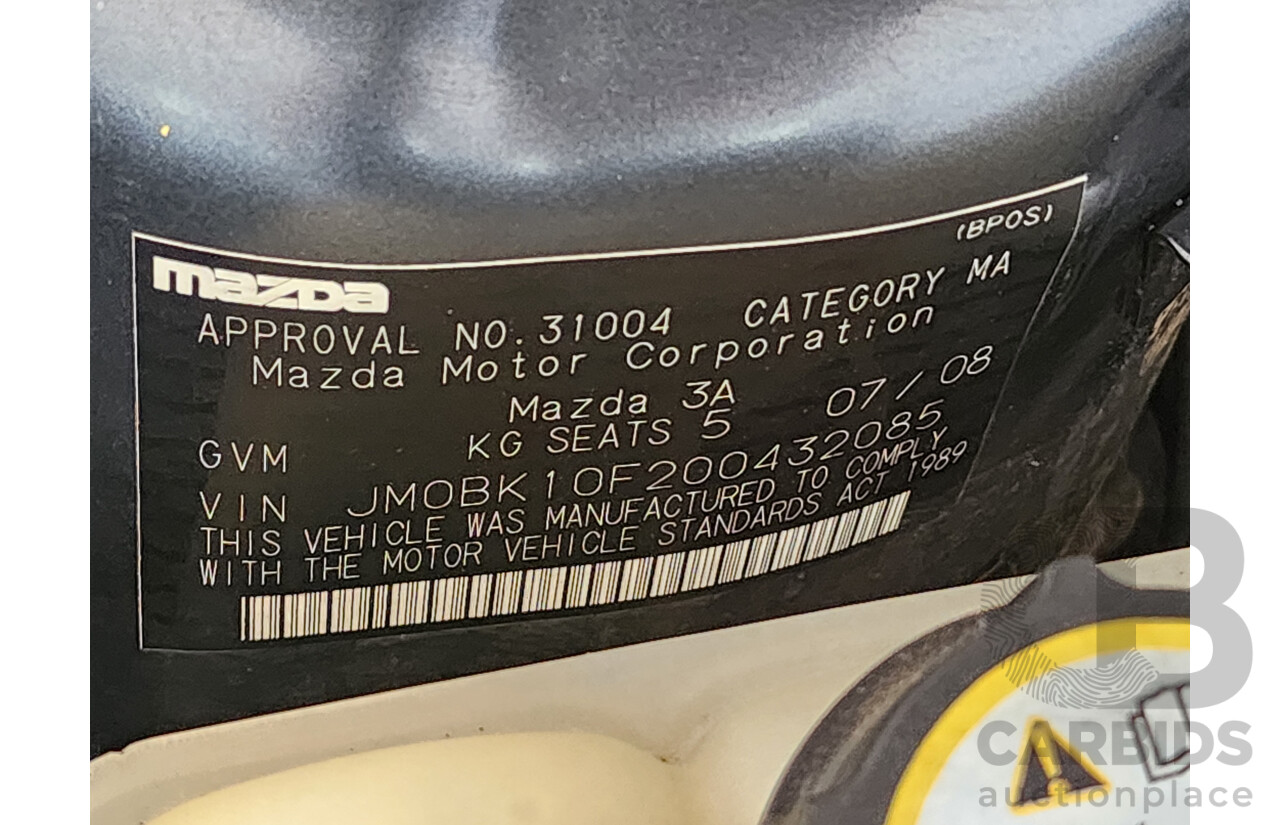 (BPOS)
mazda
APPROVAL NO. 31004 CATEGORY MA
Mazda Motor Corporation
Mazda 3A 07/08
GVM KG SEATS 5
VIN JM0BK10F200432085
THIS VEHICLE WAS MANUFACTURED TO COMPLY
WITH THE MOTOR VEHICLE STANDARDS ACT 1989
B
CARBIDS
auctionplace